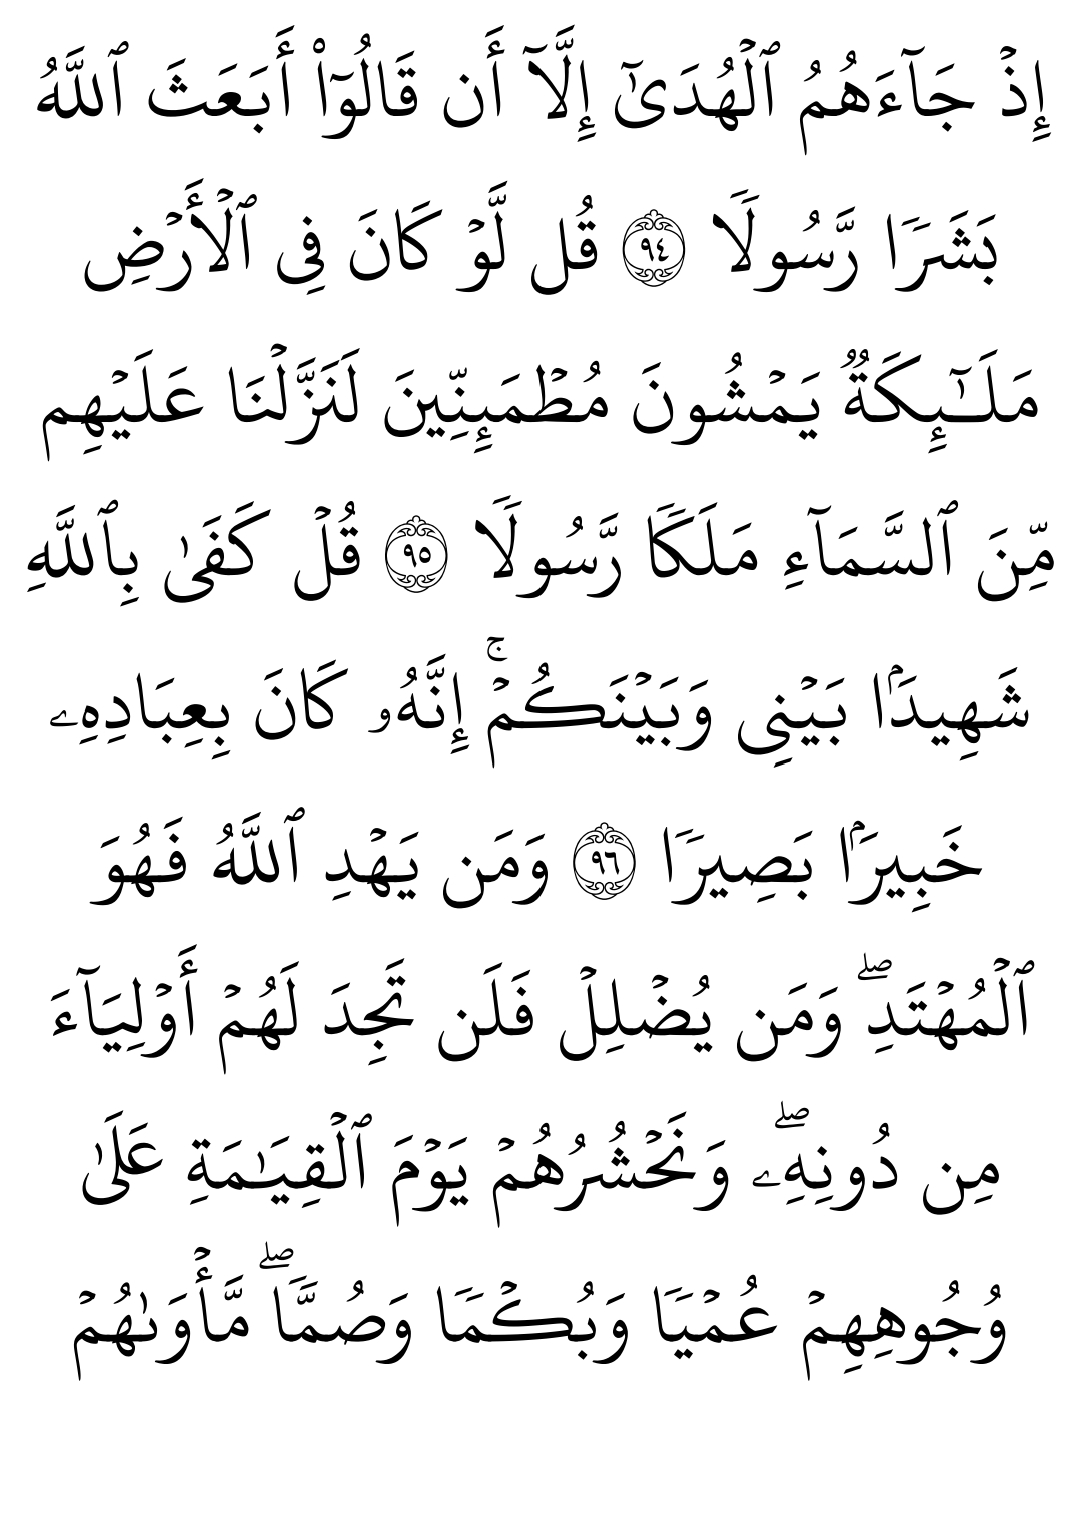 إِذۡ جَآءَهُمُ ٱلۡهُدَىٰٓ إِلَّآ أَن قَالُوٓاْ أَبَعَثَ ٱللَّهُ
بَشَرٗا رَّسُولٗا ٩٤ قُل لَّوۡ كَانَ فِي ٱلۡأَرۡضِ
مَلَٰٓئِكَةٞ يَمۡشُونَ مُطۡمَئِنِّينَ لَنَزَّلۡنَا عَلَيۡهِم
مِّنَ ٱلسَّمَآءِ مَلَكٗا رَّسُولٗا ٩٥ قُلۡ كَفَىٰ بِٱللَّهِ
شَهِيدَۢا بَيۡنِي وَبَيۡنَكُمۡۚ إِنَّهُۥ كَانَ بِعِبَادِهِۦ
خَبِيرَۢا بَصِيرٗا ٩٦ وَمَن يَهۡدِ ٱللَّهُ فَهُوَ
ٱلۡمُهۡتَدِۖ وَمَن يُضۡلِلۡ فَلَن تَجِدَ لَهُمۡ أَوۡلِيَآءَ
مِن دُونِهِۦۖ وَنَحۡشُرُهُمۡ يَوۡمَ ٱلۡقِيَٰمَةِ عَلَىٰ
وُجُوهِهِمۡ عُمۡيٗا وَبُكۡمٗا وَصُمّٗاۖ مَّأۡوَىٰهُمۡ